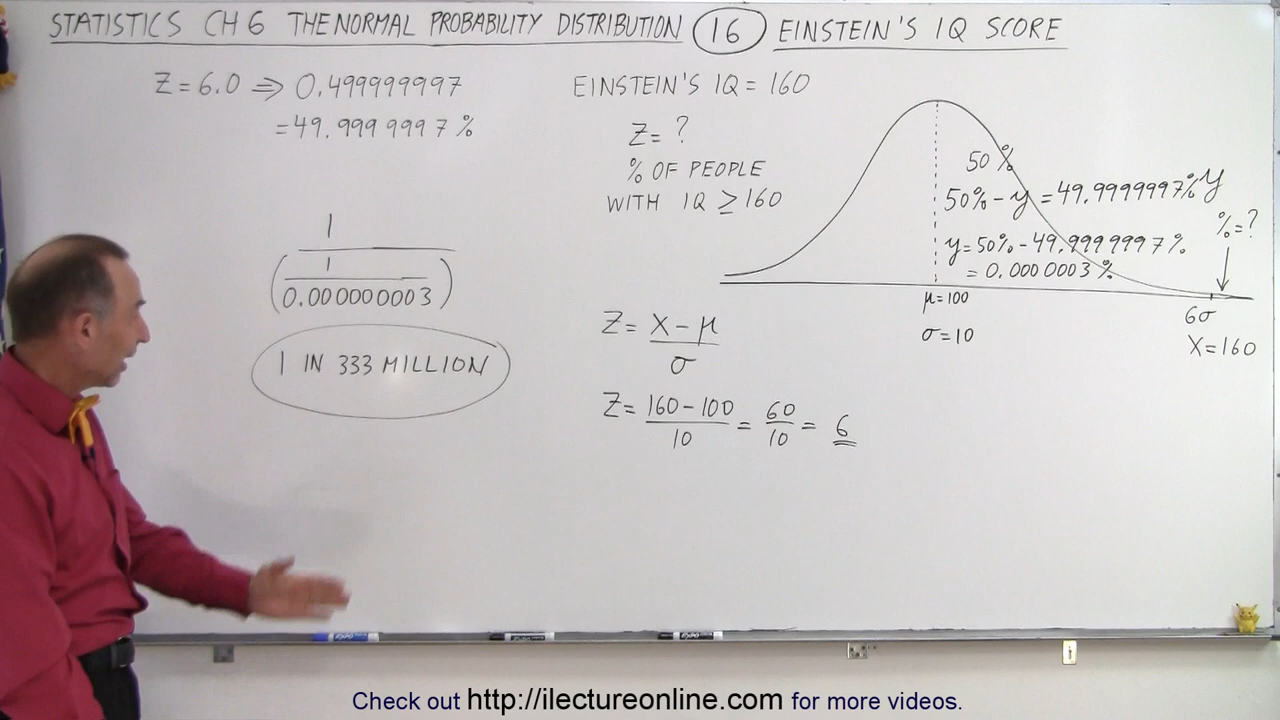 STATISTICS CH 6 THE NORMAL PROBABILITY DISTRIBUTION 16 EINSTEIN'S IQ SCORE
Z = 6.0 ⇒ 0.499999997
= 49.9999997%
1
(1
0.000000003)
1 IN 333 MILLION
EINSTEIN'S IQ = 160
Z = ?
% OF PEOPLE
WITH IQ ≥ 160
Z = X - μ
σ
Z = 160 - 100 = 60 = 6
10 10
50%
50% - y = 49.9999997% y
% = ?
y = 50% - 49.9999997%
= 0.0000003%
μ = 100
σ = 10
6σ
X = 160
EXPO
EXPO
EXPO
Check out http://ilectureonline.com for more videos.